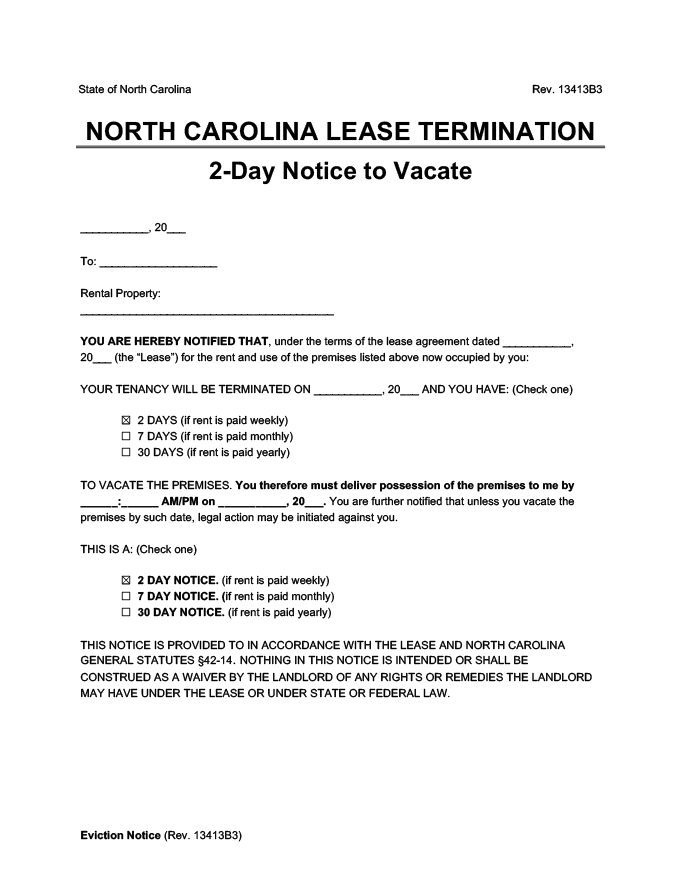 State of North Carolina Rev. 13413B3
NORTH CAROLINA LEASE TERMINATION
2-Day Notice to Vacate
___________, 20___
To: ___________________
Rental Property:
_________________________________________
YOU ARE HEREBY NOTIFIED THAT, under the terms of the lease agreement dated ___________,
20___ (the “Lease”) for the rent and use of the premises listed above now occupied by you:
YOUR TENANCY WILL BE TERMINATED ON ___________, 20___ AND YOU HAVE: (Check one)
☒ 2 DAYS (if rent is paid weekly)
☐ 7 DAYS (if rent is paid monthly)
☐ 30 DAYS (if rent is paid yearly)
TO VACATE THE PREMISES. You therefore must deliver possession of the premises to me by
______:______ AM/PM on ___________, 20___. You are further notified that unless you vacate the
premises by such date, legal action may be initiated against you.
THIS IS A: (Check one)
☒ 2 DAY NOTICE. (if rent is paid weekly)
☐ 7 DAY NOTICE. (if rent is paid monthly)
☐ 30 DAY NOTICE. (if rent is paid yearly)
THIS NOTICE IS PROVIDED TO IN ACCORDANCE WITH THE LEASE AND NORTH CAROLINA
GENERAL STATUTES §42-14. NOTHING IN THIS NOTICE IS INTENDED OR SHALL BE
CONSTRUED AS A WAIVER BY THE LANDLORD OF ANY RIGHTS OR REMEDIES THE LANDLORD
MAY HAVE UNDER THE LEASE OR UNDER STATE OR FEDERAL LAW.
Eviction Notice (Rev. 13413B3)